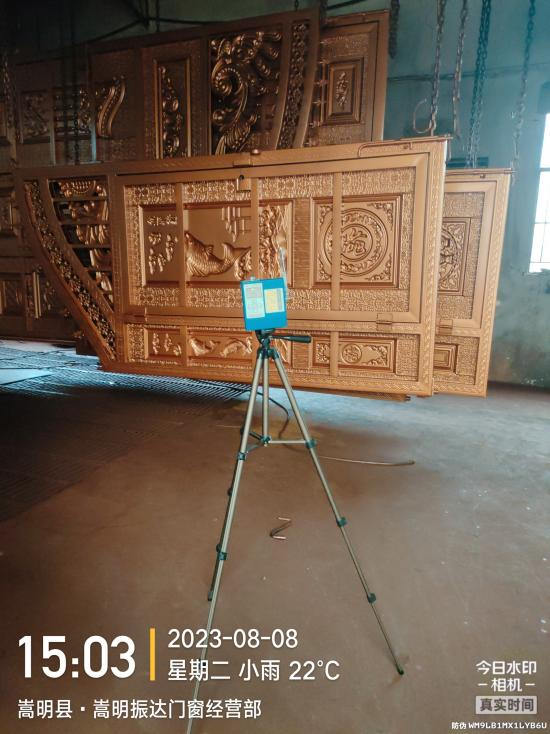 福
15:03
2023-08-08
星期二 小雨 22°C
嵩明县·嵩明振达门窗经营部
今日水印
-相机-
真实时间
防伪 WM9LB1MX1LYB6U